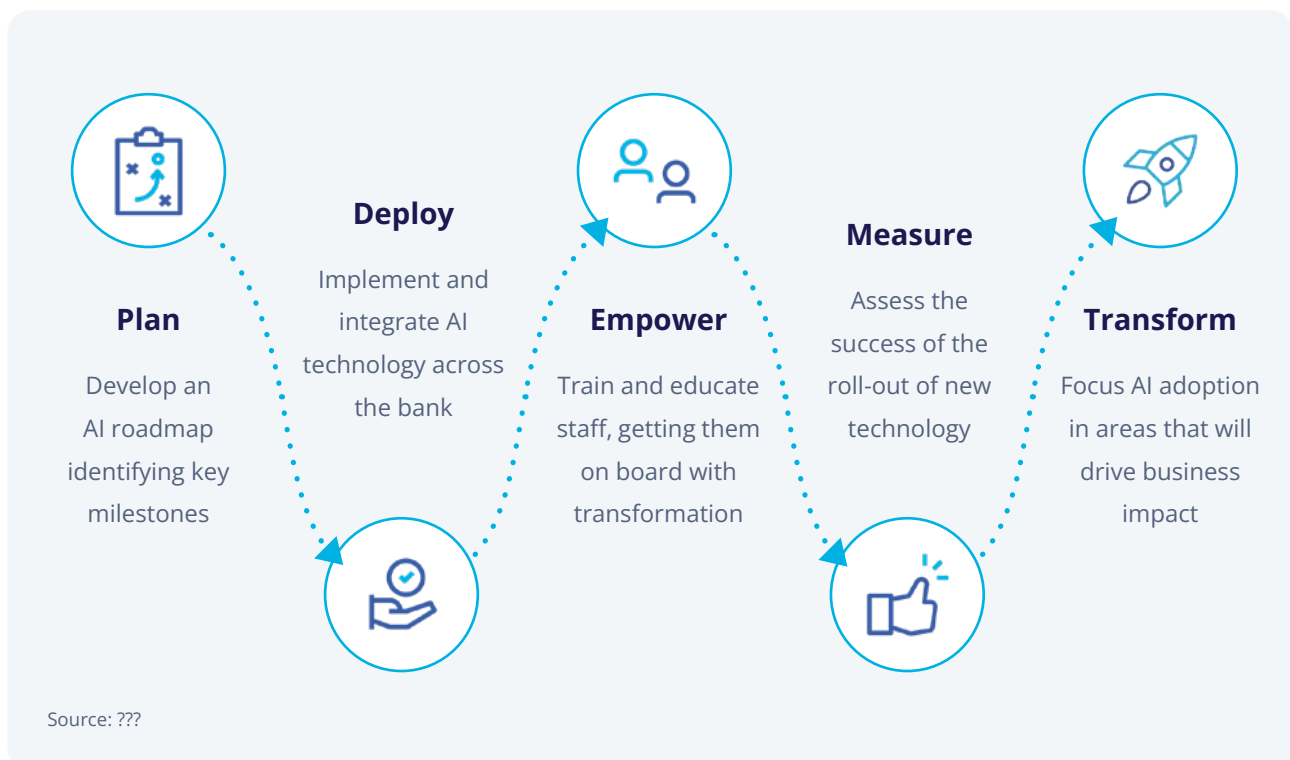 Plan
Develop an
AI roadmap
identifying key
milestones
Deploy
Implement and
integrate AI
technology across
the bank
Empower
Train and educate
staff, getting them
on board with
transformation
Measure
Assess the
success of the
roll-out of new
technology
Transform
Focus AI adoption
in areas that will
drive business
impact
Source: ???